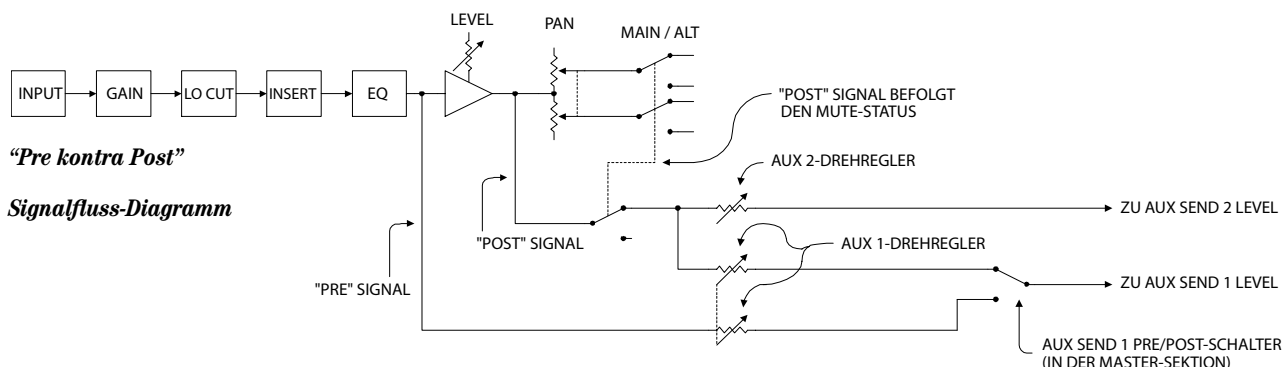 LEVEL
PAN
MAIN / ALT
INPUT
GAIN
LO CUT
INSERT
EQ
"POST" SIGNAL BEFOLGT
DEN MUTE-STATUS
“Pre kontra Post”
Signalfluss-Diagramm
AUX 2-DREHREGLER
ZU AUX SEND 2 LEVEL
"POST" SIGNAL
AUX 1-DREHREGLER
"PRE" SIGNAL
ZU AUX SEND 1 LEVEL
AUX SEND 1 PRE/POST-SCHALTER
(IN DER MASTER-SEKTION)